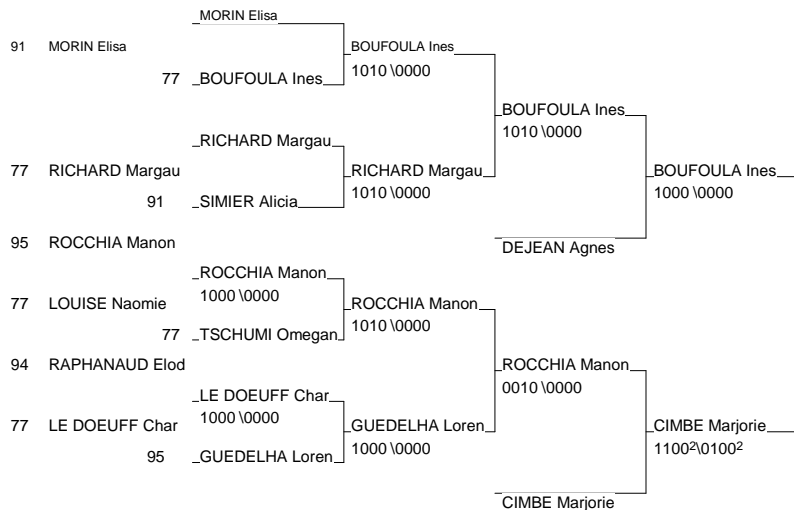 MORIN Elisa
91 MORIN Elisa
BOUFOULA Ines
1010 \0000
77 BOUFOULA Ines
BOUFOULA Ines
1010 \0000
RICHARD Margau
77 RICHARD Margau
RICHARD Margau
1010 \0000
BOUFOULA Ines
1000 \0000
91 SIMIER Alicia
95 ROCCHIA Manon
DEJEAN Agnes
ROCCHIA Manon
1000 \0000
77 LOUISE Naomie
ROCCHIA Manon
1010 \0000
77 TSCHUMI Omegan
94 RAPHANAUD Elod
ROCCHIA Manon
0010 \0000
LE DOEUFF Char
1000 \0000
77 LE DOEUFF Char
GUEDELHA Loren
1000 \0000
CIMBE Marjorie
1100²\0100²
95 GUEDELHA Loren
CIMBE Marjorie